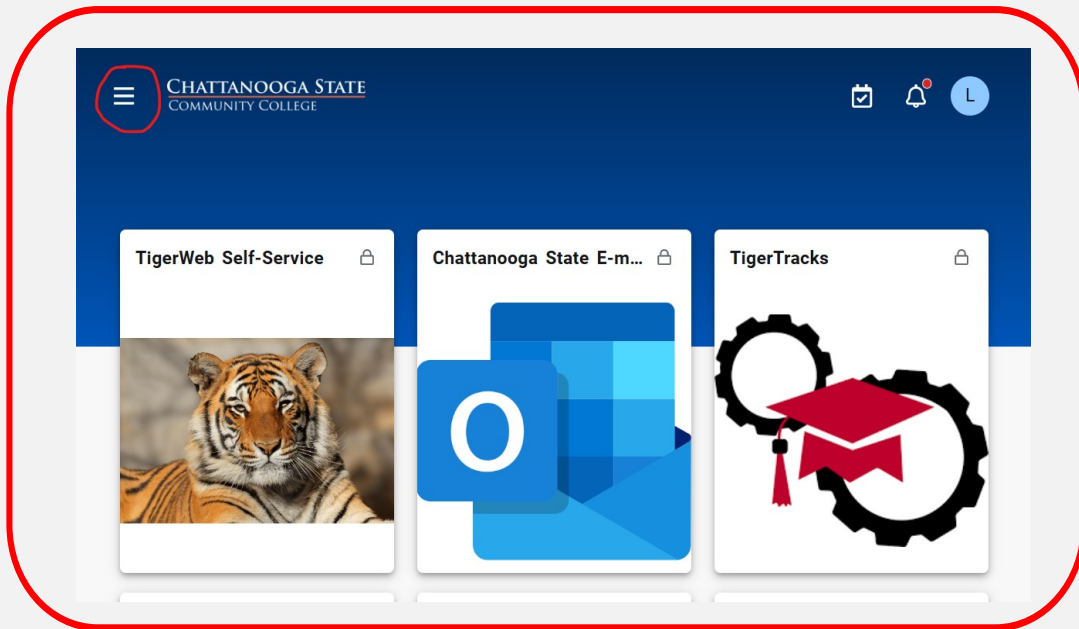 CHATTANOOGA STATE
COMMUNITY COLLEGE
L
TigerWeb Self-Service
Chattanooga State E-m...
TigerTracks
O